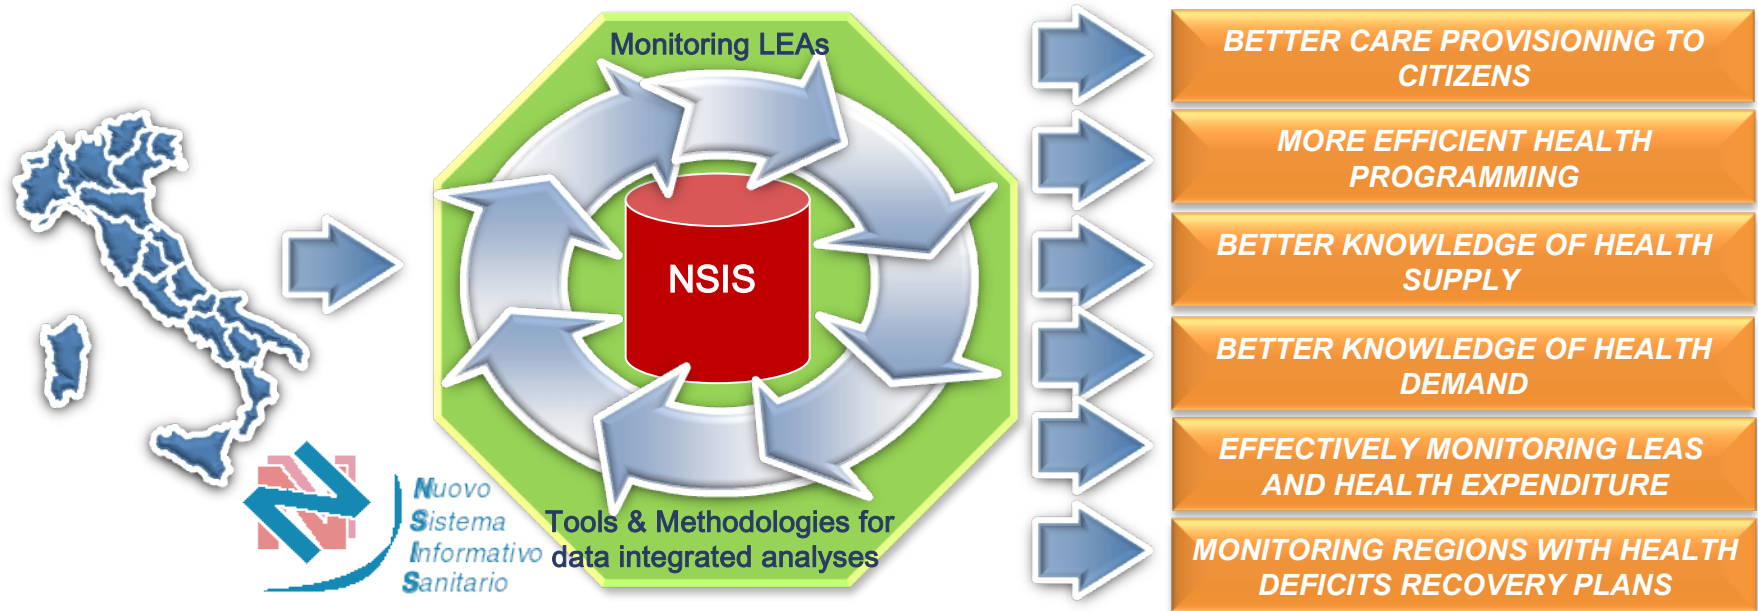 Monitoring LEAs
NSIS
Tools & Methodologies for
data integrated analyses
Nuovo
Sistema
Informativo
Sanitario
BETTER CARE PROVISIONING TO
CITIZENS
MORE EFFICIENT HEALTH
PROGRAMMING
BETTER KNOWLEDGE OF HEALTH
SUPPLY
BETTER KNOWLEDGE OF HEALTH
DEMAND
EFFECTIVELY MONITORING LEAS
AND HEALTH EXPENDITURE
MONITORING REGIONS WITH HEALTH
DEFICITS RECOVERY PLANS